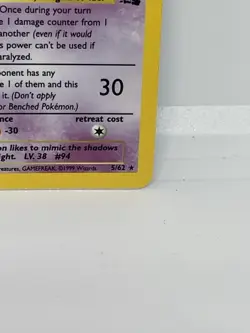 Once during your turn
e 1 damage counter from 1
another (even if it would
s power can't be used if
aralyzed.
ponent has any
e 1 of them and this
it. (Don't apply
or Benched Pokémon.)
30
nce
retreat cost
-30
on likes to mimic the shadows
ght. LV. 38 #94
eatures, GAMEFREAK. ©1999 Wizards.
5/62 ★